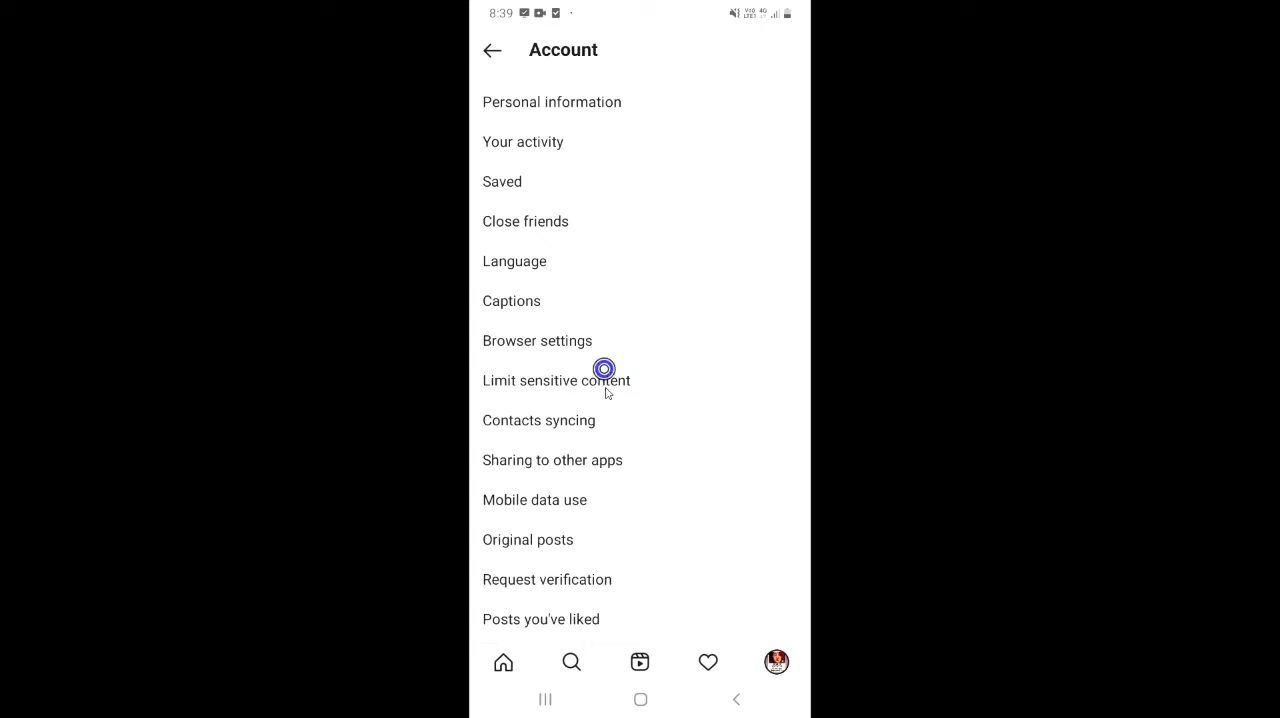 8:39
Account
Personal information
Your activity
Saved
Close friends
Language
Captions
Browser settings
Limit sensitive content
Contacts syncing
Sharing to other apps
Mobile data use
Original posts
Request verification
Posts you've liked